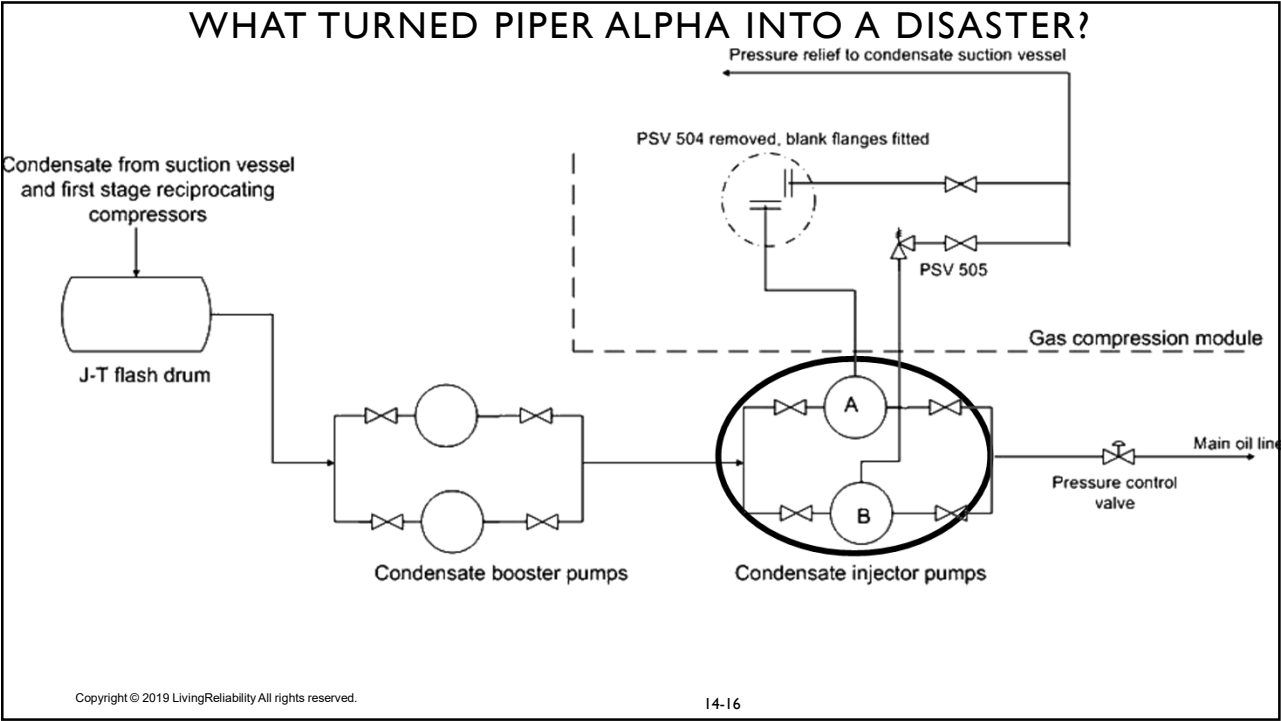 WHAT TURNED PIPER ALPHA INTO A DISASTER?
Pressure relief to condensate suction vessel
PSV 504 removed, blank flanges fitted
Condensate from suction vessel
and first stage reciprocating
compressors
PSV 505
Gas compression module
J-T flash drum
A
Main oil line
Pressure control
valve
B
Condensate booster pumps
Condensate injector pumps
Copyright © 2019 LivingReliability All rights reserved.
14-16